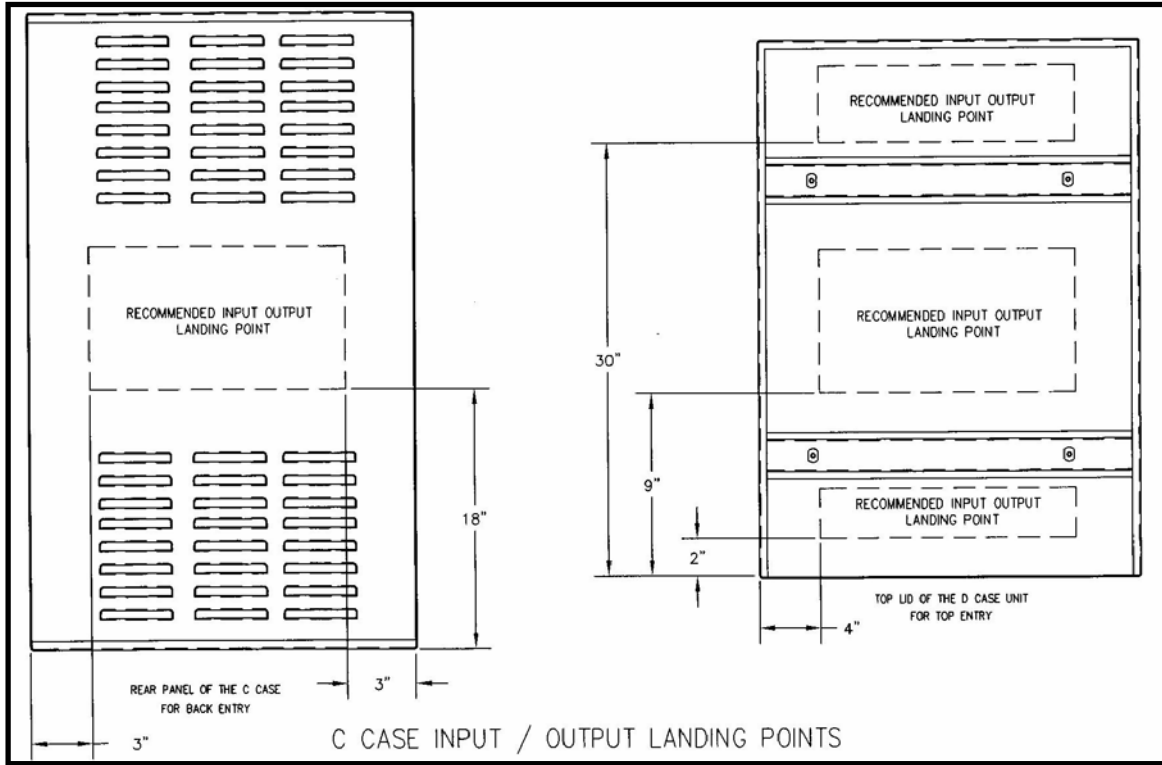 RECOMMENDED INPUT OUTPUT
LANDING POINT
18"
3"
3"
REAR PANEL OF THE C CASE
FOR BACK ENTRY
RECOMMENDED INPUT OUTPUT
LANDING POINT
RECOMMENDED INPUT OUTPUT
LANDING POINT
RECOMMENDED INPUT OUTPUT
LANDING POINT
30"
9"
2"
4"
TOP LID OF THE D CASE UNIT
FOR TOP ENTRY
C CASE INPUT / OUTPUT LANDING POINTS